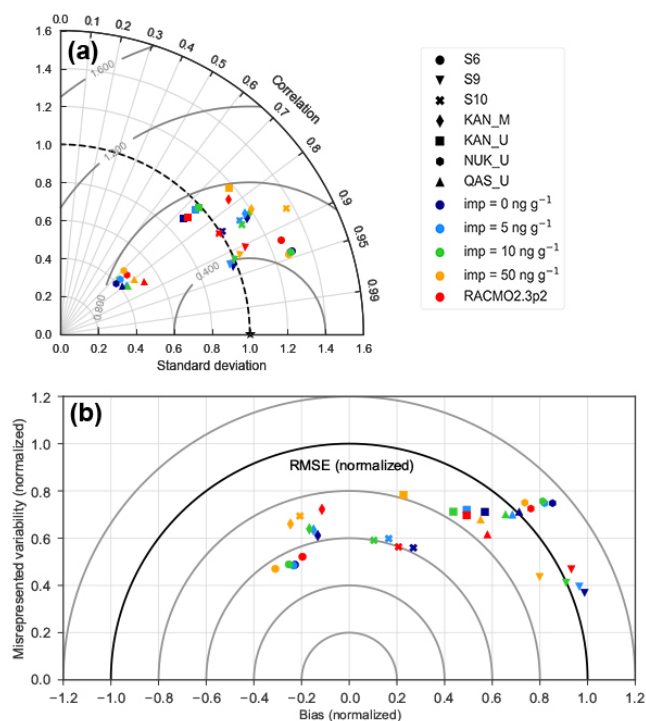 (a)
1.6
1.4
1.2
1.0
0.8
0.6
0.4
0.2
0.0
0.0 0.1 0.2 0.3 0.4 0.5 0.6 0.7 0.8 0.9 0.95 0.99
Correlation
1.600
1.200
0.800
0.400
0.0 0.2 0.4 0.6 0.8 1.0 1.2 1.4 1.6
Standard deviation
S6
S9
S10
KAN_M
KAN_U
NUK_U
QAS_U
imp = 0 ng g⁻¹
imp = 5 ng g⁻¹
imp = 10 ng g⁻¹
imp = 50 ng g⁻¹
RACMO2.3p2
(b)
RMSE (normalized)
Misrepresented variability (normalized)
1.2
1.0
0.8
0.6
0.4
0.2
0.0
−1.2 −1.0 −0.8 −0.6 −0.4 −0.2 0.0 0.2 0.4 0.6 0.8 1.0 1.2
Bias (normalized)